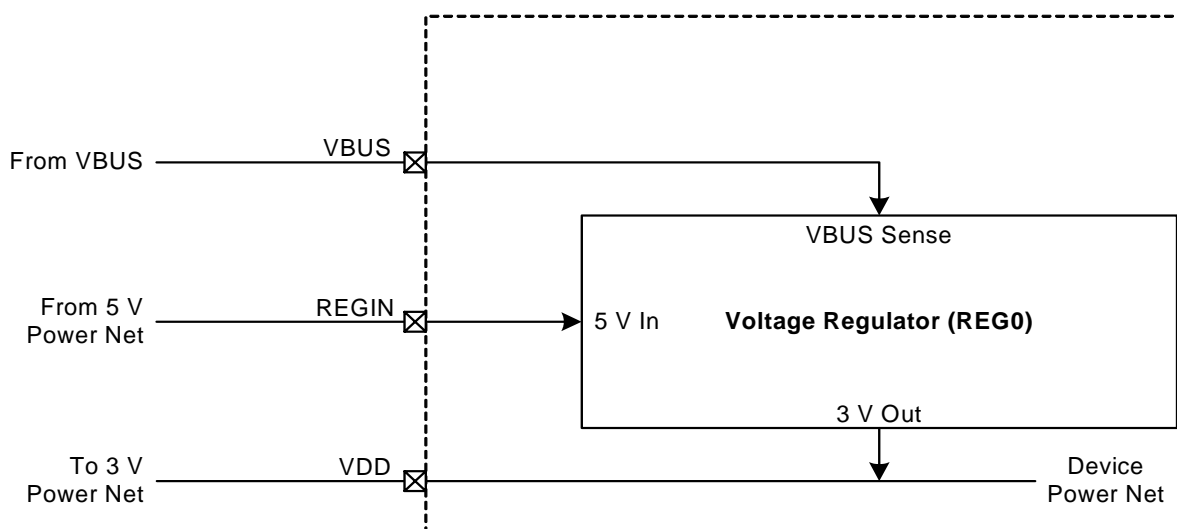 From VBUS
VBUS
VBUS Sense
From 5 V
Power Net
REGIN
5 V In
Voltage Regulator (REG0)
3 V Out
To 3 V
Power Net
VDD
Device
Power Net